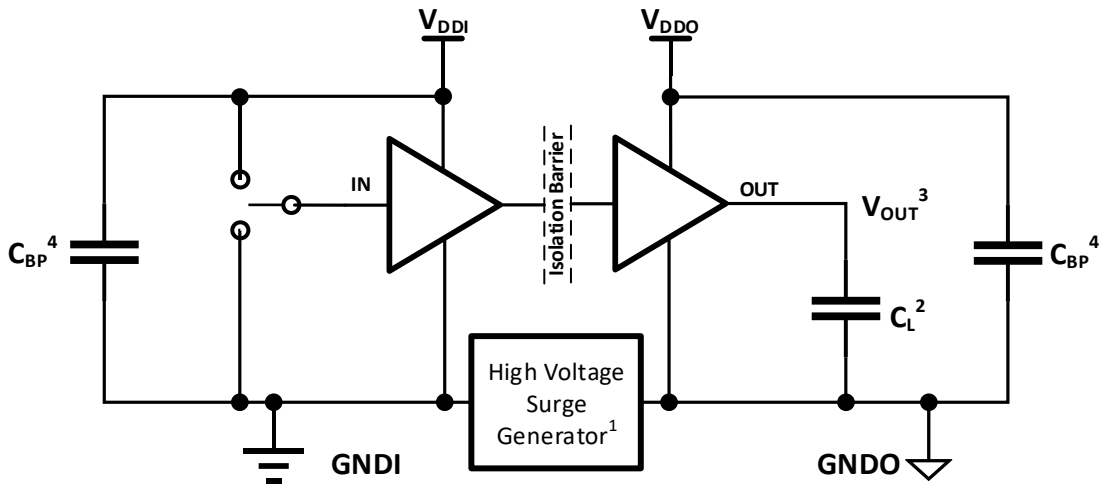 VDDI
VDDO
IN
Isolation Barrier
OUT
VOUT3
CBP4
CBP4
CL2
High Voltage
Surge
Generator1
GNDI
GNDO